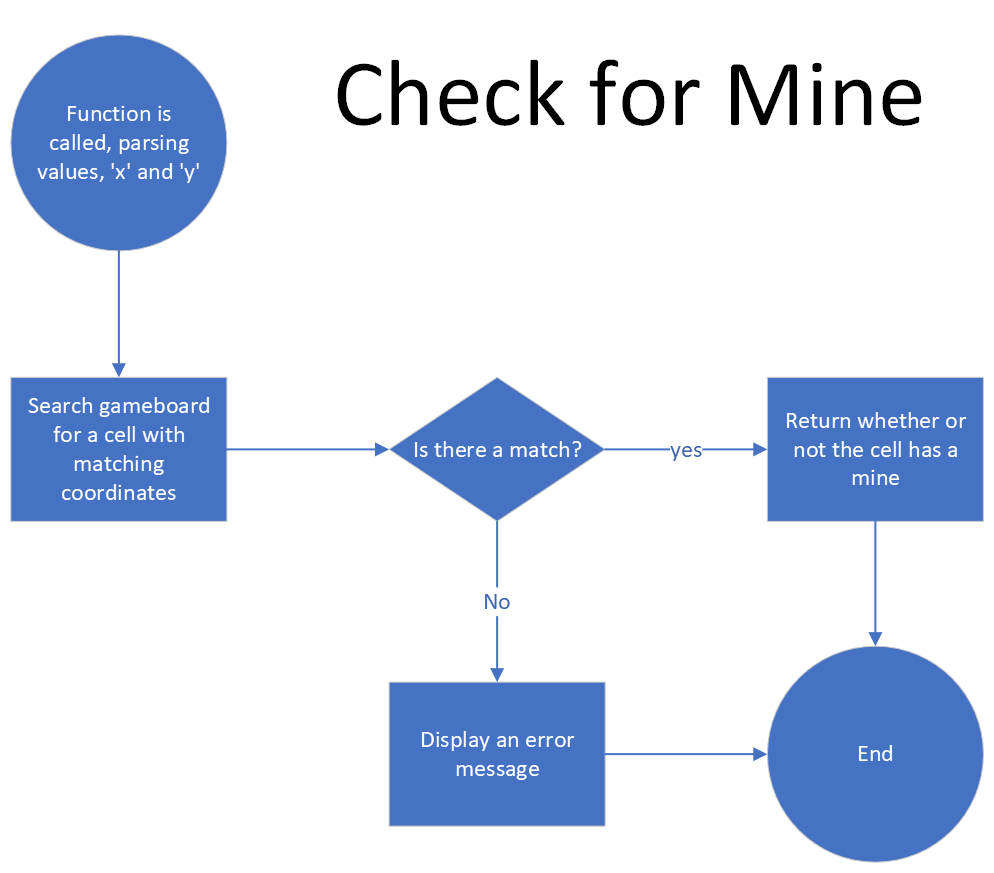 Check for Mine
Function is
called, parsing
values, 'x' and 'y'
Search gameboard
for a cell with
matching
coordinates
Is there a match?
yes
Return whether or
not the cell has a
mine
No
Display an error
message
End